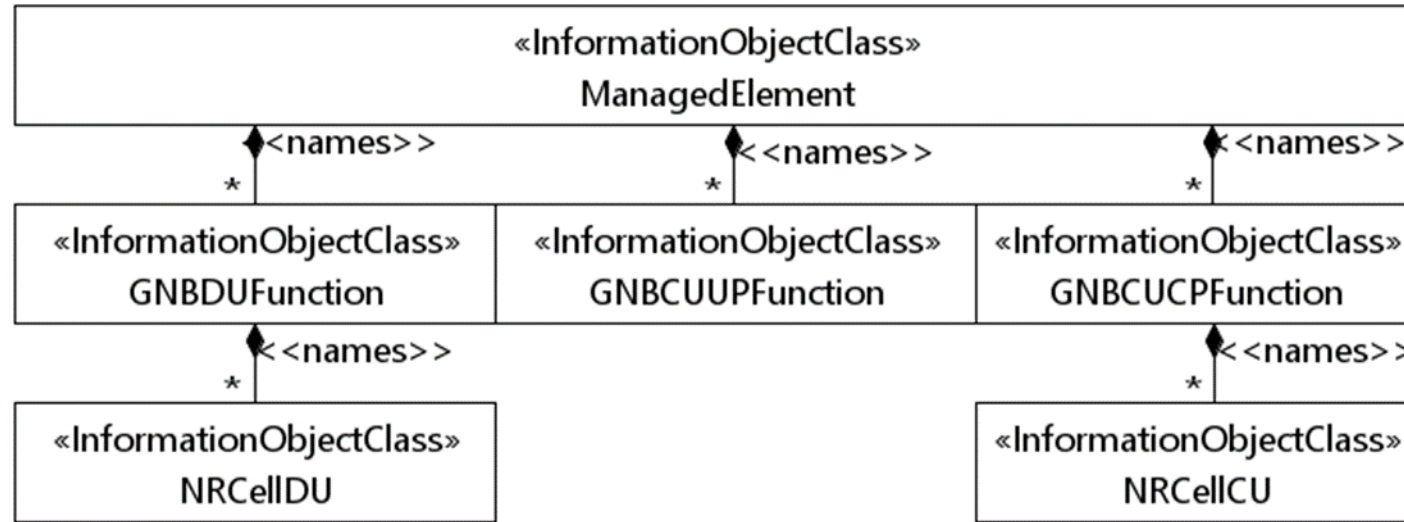 «InformationObjectClass»
ManagedElement
<<names>>
<<names>>
<<names>>
*
*
*
«InformationObjectClass»
GNBDUFunction
«InformationObjectClass»
GNBCUUPFunction
«InformationObjectClass»
GNBCUCPFunction
<<names>>
<<names>>
*
*
«InformationObjectClass»
NRCellDU
«InformationObjectClass»
NRCellCU